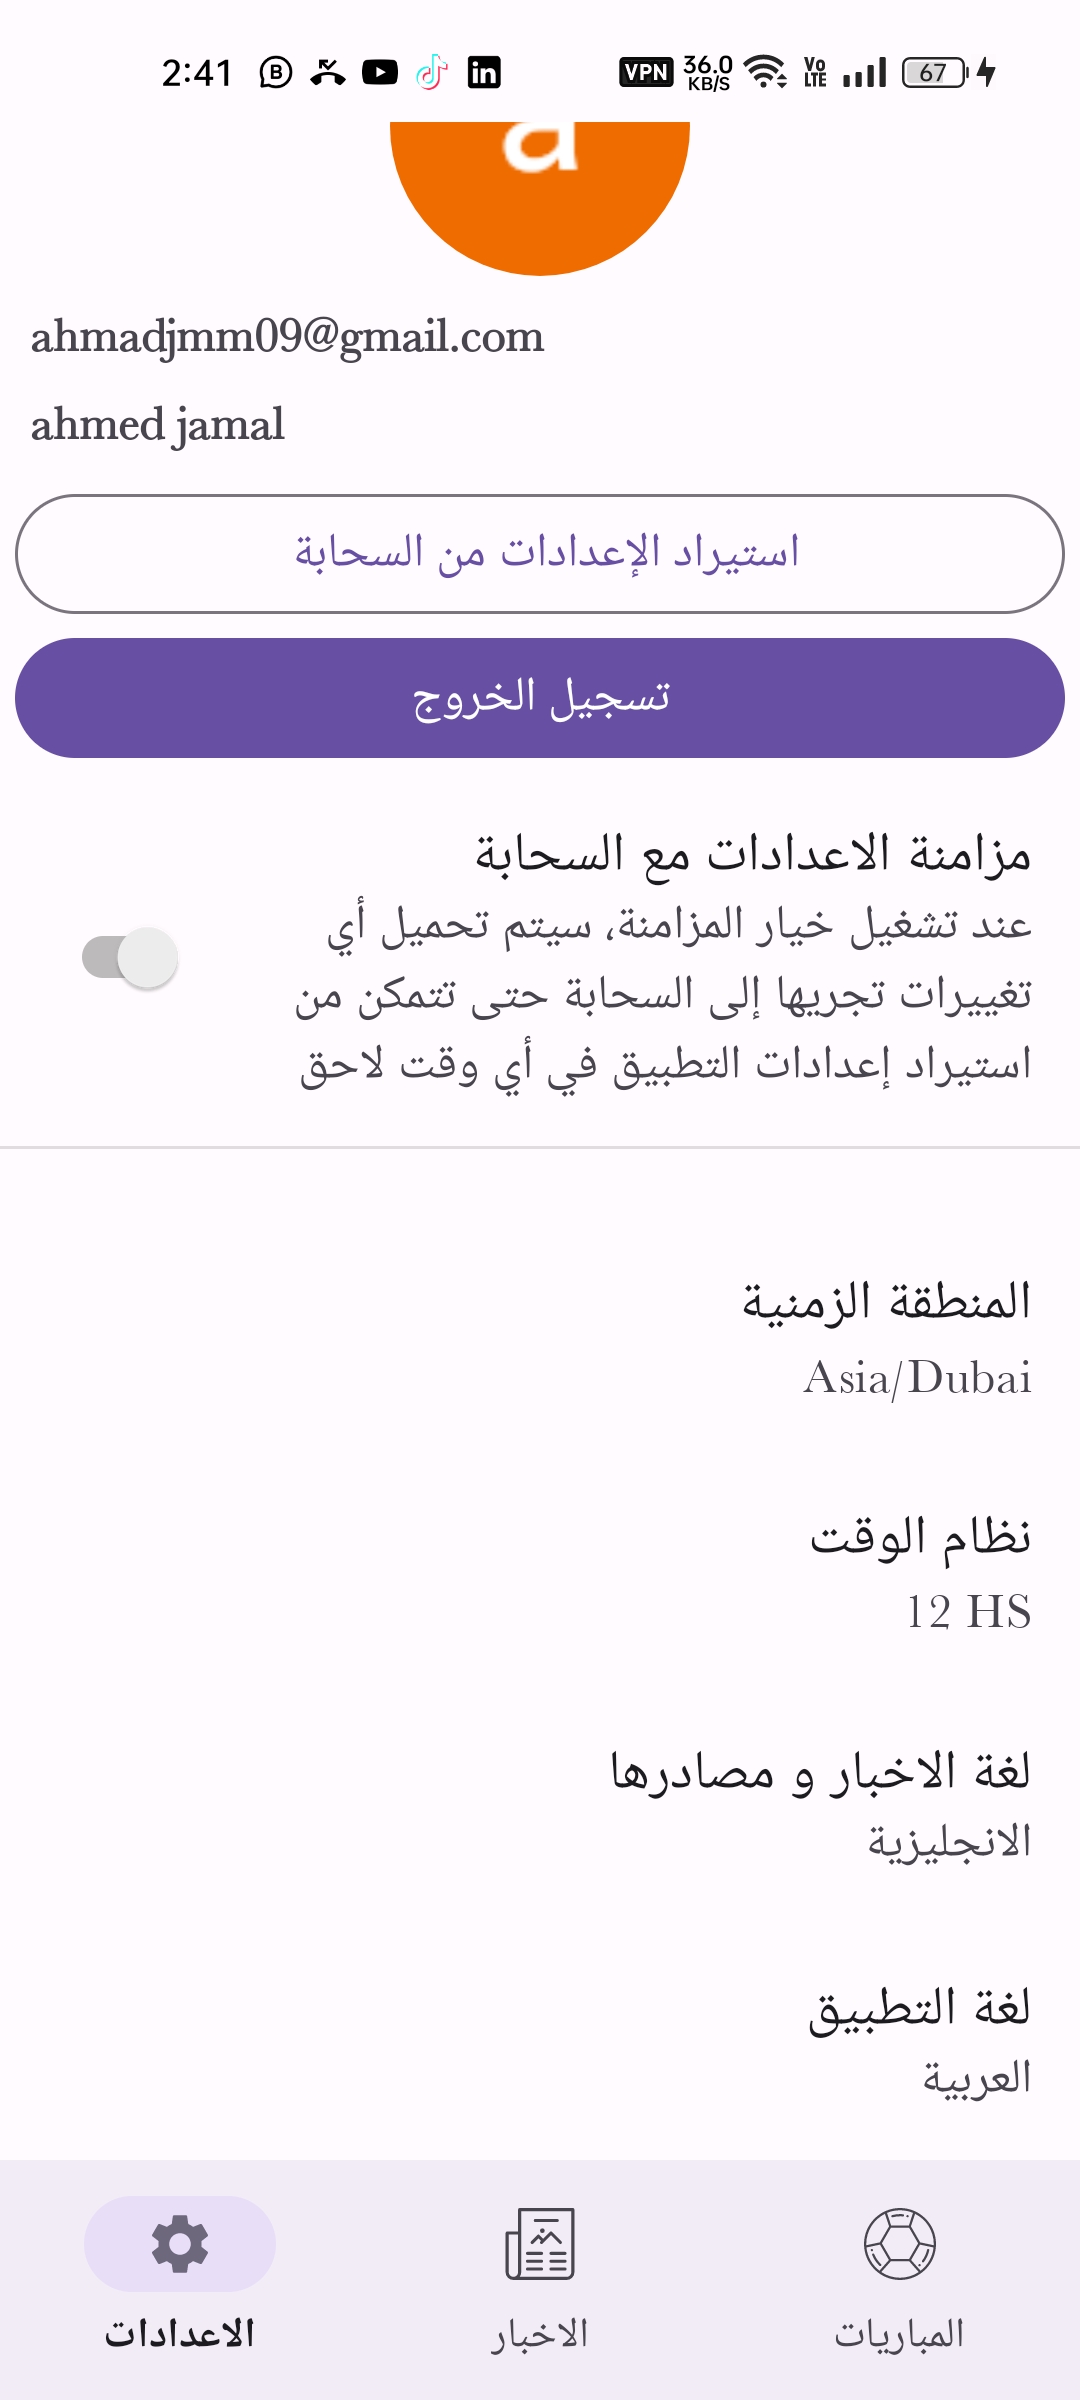 2:41
VPN 36.0 KB/S Vo LTE 67
a
ahmadjmm09@gmail.com
ahmed jamal
استيراد الإعدادات من السحابة
تسجيل الخروج
مزامنة الاعدادات مع السحابة
عند تشغيل خيار المزامنة، سيتم تحميل أي
تغييرات تجريها إلى السحابة حتى تتمكن من
استيراد إعدادات التطبيق في أي وقت لاحق
المنطقة الزمنية
Asia/Dubai
نظام الوقت
12 HS
لغة الاخبار و مصادرها
الانجليزية
لغة التطبيق
العربية
المباريات
الاخبار
الاعدادات